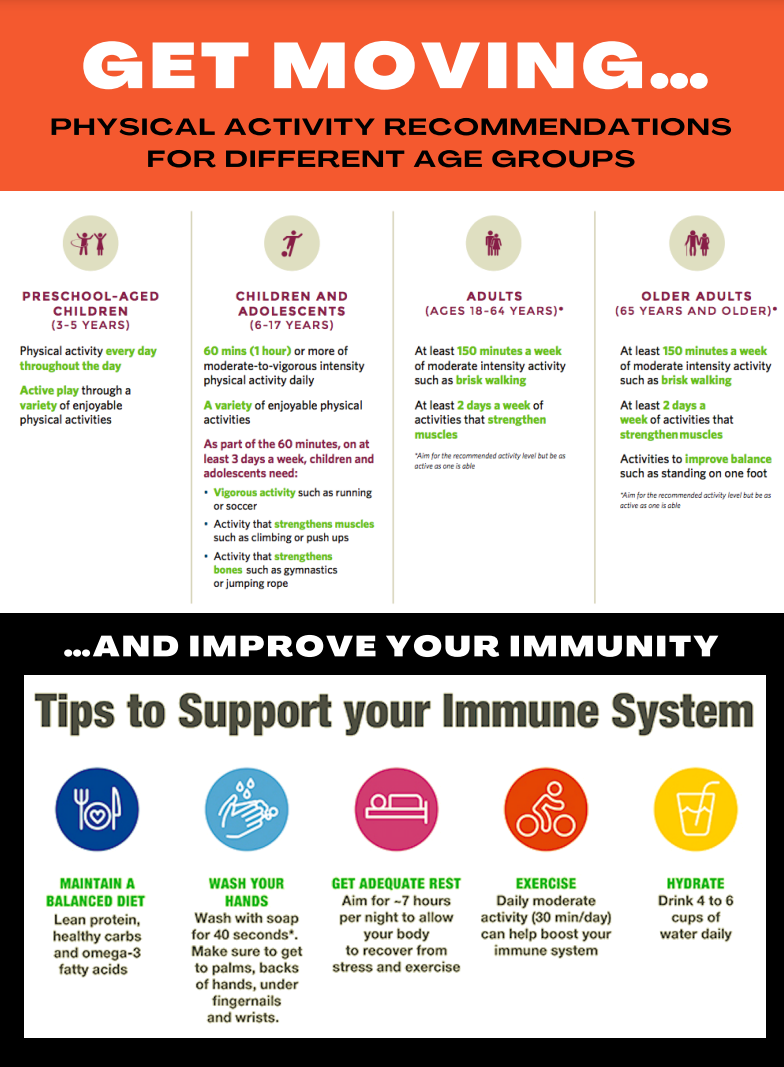 GET MOVING...
PHYSICAL ACTIVITY RECOMMENDATIONS
FOR DIFFERENT AGE GROUPS
PRESCHOOL-AGED
CHILDREN
(3-5 YEARS)
Physical activity every day
throughout the day
Active play through a
variety of enjoyable
physical activities
CHILDREN AND
ADOLESCENTS
(6-17 YEARS)
60 mins (1 hour) or more of
moderate-to-vigorous intensity
physical activity daily
A variety of enjoyable physical
activities
As part of the 60 minutes, on at
least 3 days a week, children and
adolescents need:
• Vigorous activity such as running
or soccer
• Activity that strengthens muscles
such as climbing or push ups
• Activity that strengthens
bones such as gymnastics
or jumping rope
ADULTS
(AGES 18-64 YEARS)*
At least 150 minutes a week
of moderate intensity activity
such as brisk walking
At least 2 days a week of
activities that strengthen
muscles
*Aim for the recommended activity level but be as
active as one is able
OLDER ADULTS
(65 YEARS AND OLDER)*
At least 150 minutes a week
of moderate intensity activity
such as brisk walking
At least 2 days a
week of activities that
strengthen muscles
Activities to improve balance
such as standing on one foot
*Aim for the recommended activity level but be as
active as one is able
...AND IMPROVE YOUR IMMUNITY
Tips to Support your Immune System
MAINTAIN A
BALANCED DIET
Lean protein,
healthy carbs
and omega-3
fatty acids
WASH YOUR
HANDS
Wash with soap
for 40 seconds*.
Make sure to get
to palms, backs
of hands, under
fingernails
and wrists.
GET ADEQUATE REST
Aim for ~7 hours
per night to allow
your body
to recover from
stress and exercise
EXERCISE
Daily moderate
activity (30 min/day)
can help boost your
immune system
HYDRATE
Drink 4 to 6
cups of
water daily